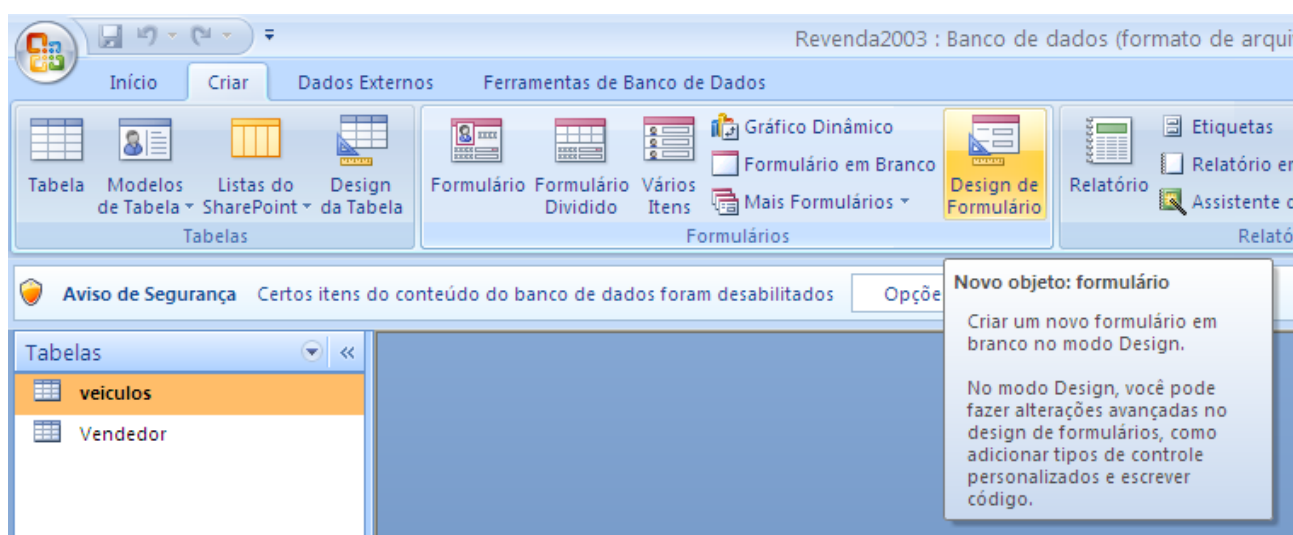 Revenda2003 : Banco de dados (formato de arqui
Início Criar Dados Externos Ferramentas de Banco de Dados
Tabela
Modelos de Tabela
Listas do SharePoint
Design da Tabela
Tabelas
Formulário
Formulário Dividido
Vários Itens
Gráfico Dinâmico
Formulário em Branco
Mais Formulários
Design de Formulário
Formulários
Relatório
Etiquetas
Relatório e
Assistente
Relató
Aviso de Segurança Certos itens do conteúdo do banco de dados foram desabilitados Opçõe
Novo objeto: formulário
Criar um novo formulário em
branco no modo Design.
No modo Design, você pode
fazer alterações avançadas no
design de formulários, como
adicionar tipos de controle
personalizados e escrever
código.
Tabelas
veiculos
Vendedor